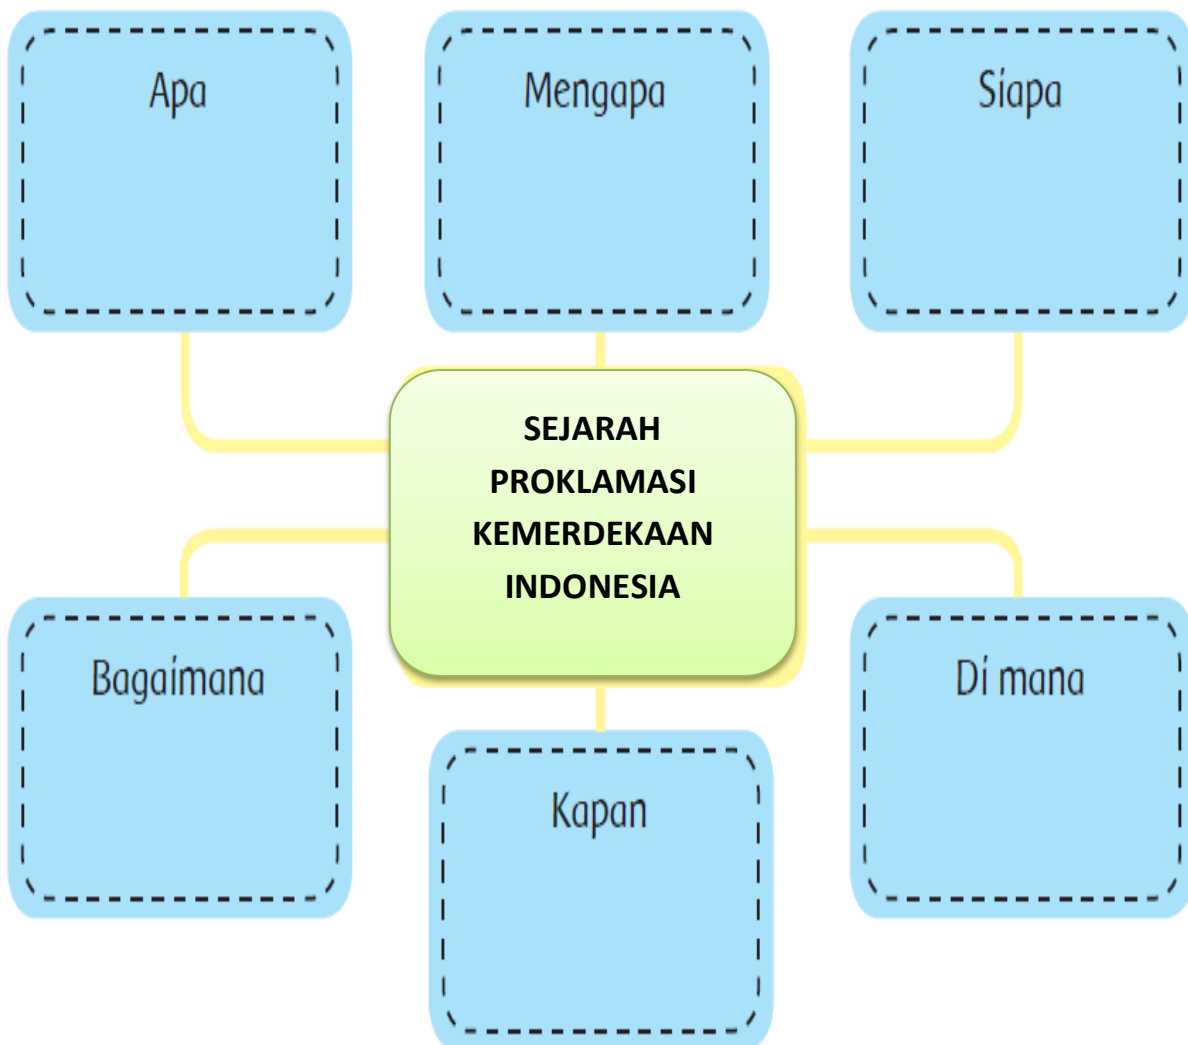 Apa
Mengapa
Siapa
SEJARAH
PROKLAMASI
KEMERDEKAAN
INDONESIA
Bagaimana
Kapan
Di mana